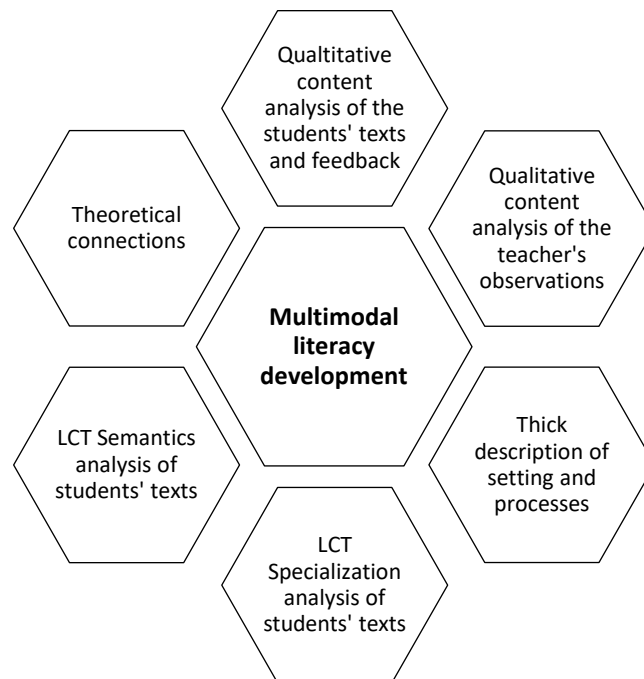 Qualtitative
content
analysis of the
students' texts
and feedback
Qualitative
content
analysis of the
teacher's
observations
Theoretical
connections
Multimodal
literacy
development
LCT Semantics
analysis of
students' texts
Thick
description of
setting and
processes
LCT
Specialization
analysis of
students' texts